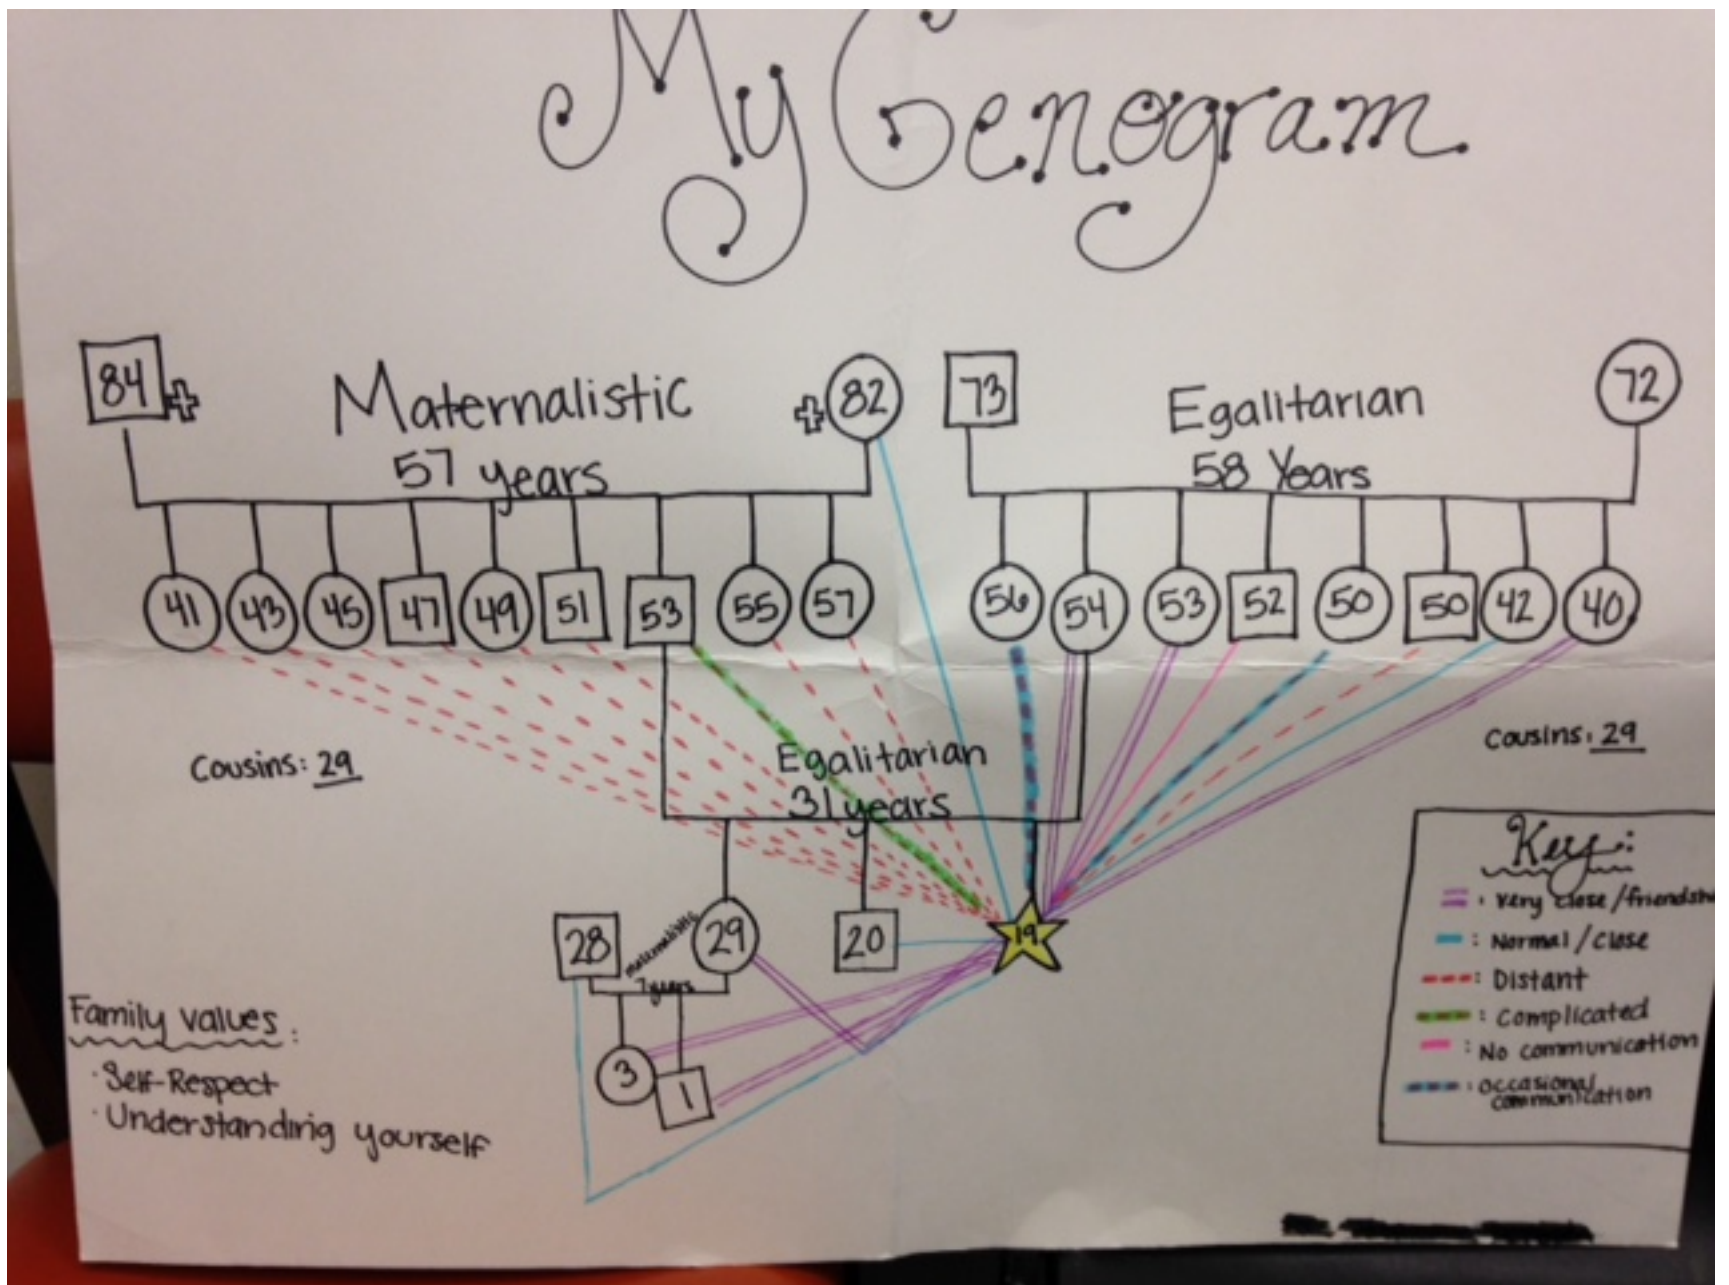 My Genogram
84 82 73 72
Maternalistic Egalitarian
57 years 58 Years
41 43 45 47 49 51 53 55 57 56 54 53 52 50 50 42 40
Cousins: 29 Egalitarian Cousins: 29
31 years
Key:
: Very close/friendship
: Normal/close
: Distant
: Complicated
: No communication
: Occasional
communication
28 maternalistic 29 20 19
7 years
3 1
Family values:
· Self-Respect
· Understanding yourself